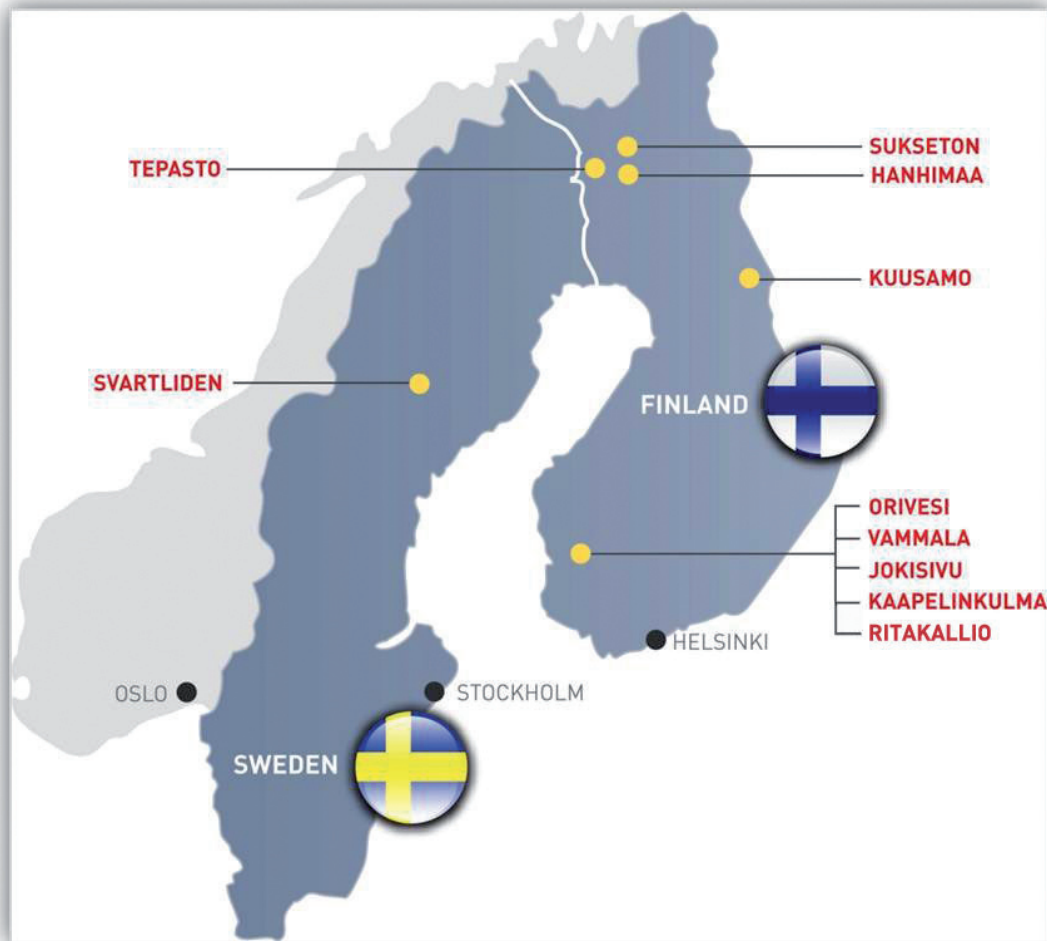 SUKSETON
TEPASTO
HANHIMAA
KUUSAMO
SVARTLIDEN
FINLAND
ORIVESI
VAMMALA
JOKISIVU
KAAPELINKULMA
RITAKALLIO
HELSINKI
OSLO
STOCKHOLM
SWEDEN